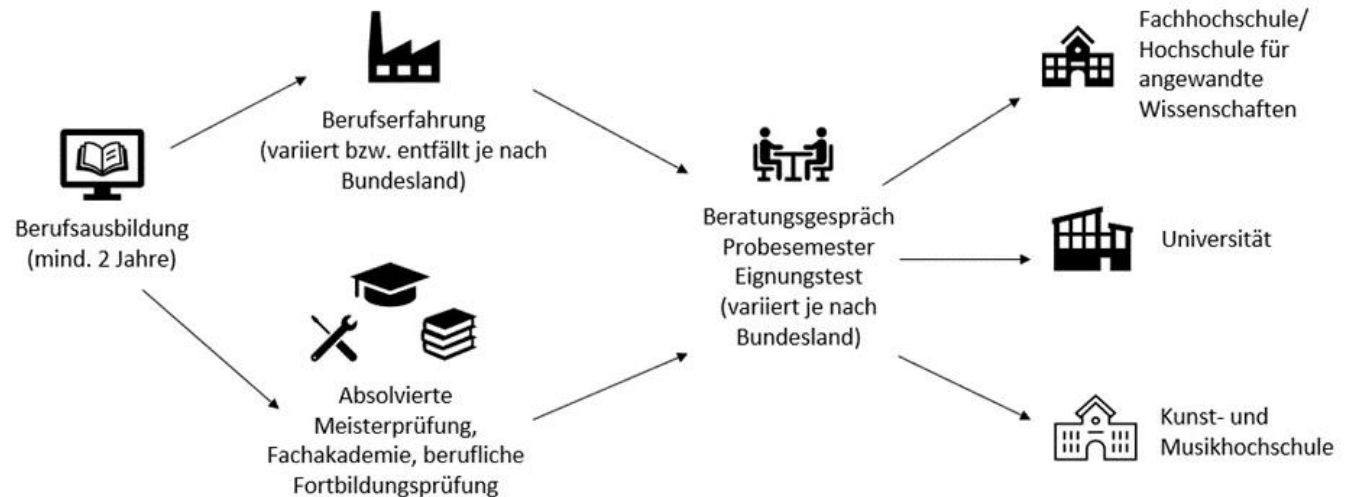 Berufsausbildung
(mind. 2 Jahre)
Berufserfahrung
(variiert bzw. entfällt je nach
Bundesland)
Absolvierte
Meisterprüfung,
Fachakademie, berufliche
Fortbildungsprüfung
Beratungsgespräch
Probesemester
Eignungstest
(variiert je nach
Bundesland)
Fachhochschule/
Hochschule für
angewandte
Wissenschaften
Universität
Kunst- und
Musikhochschule